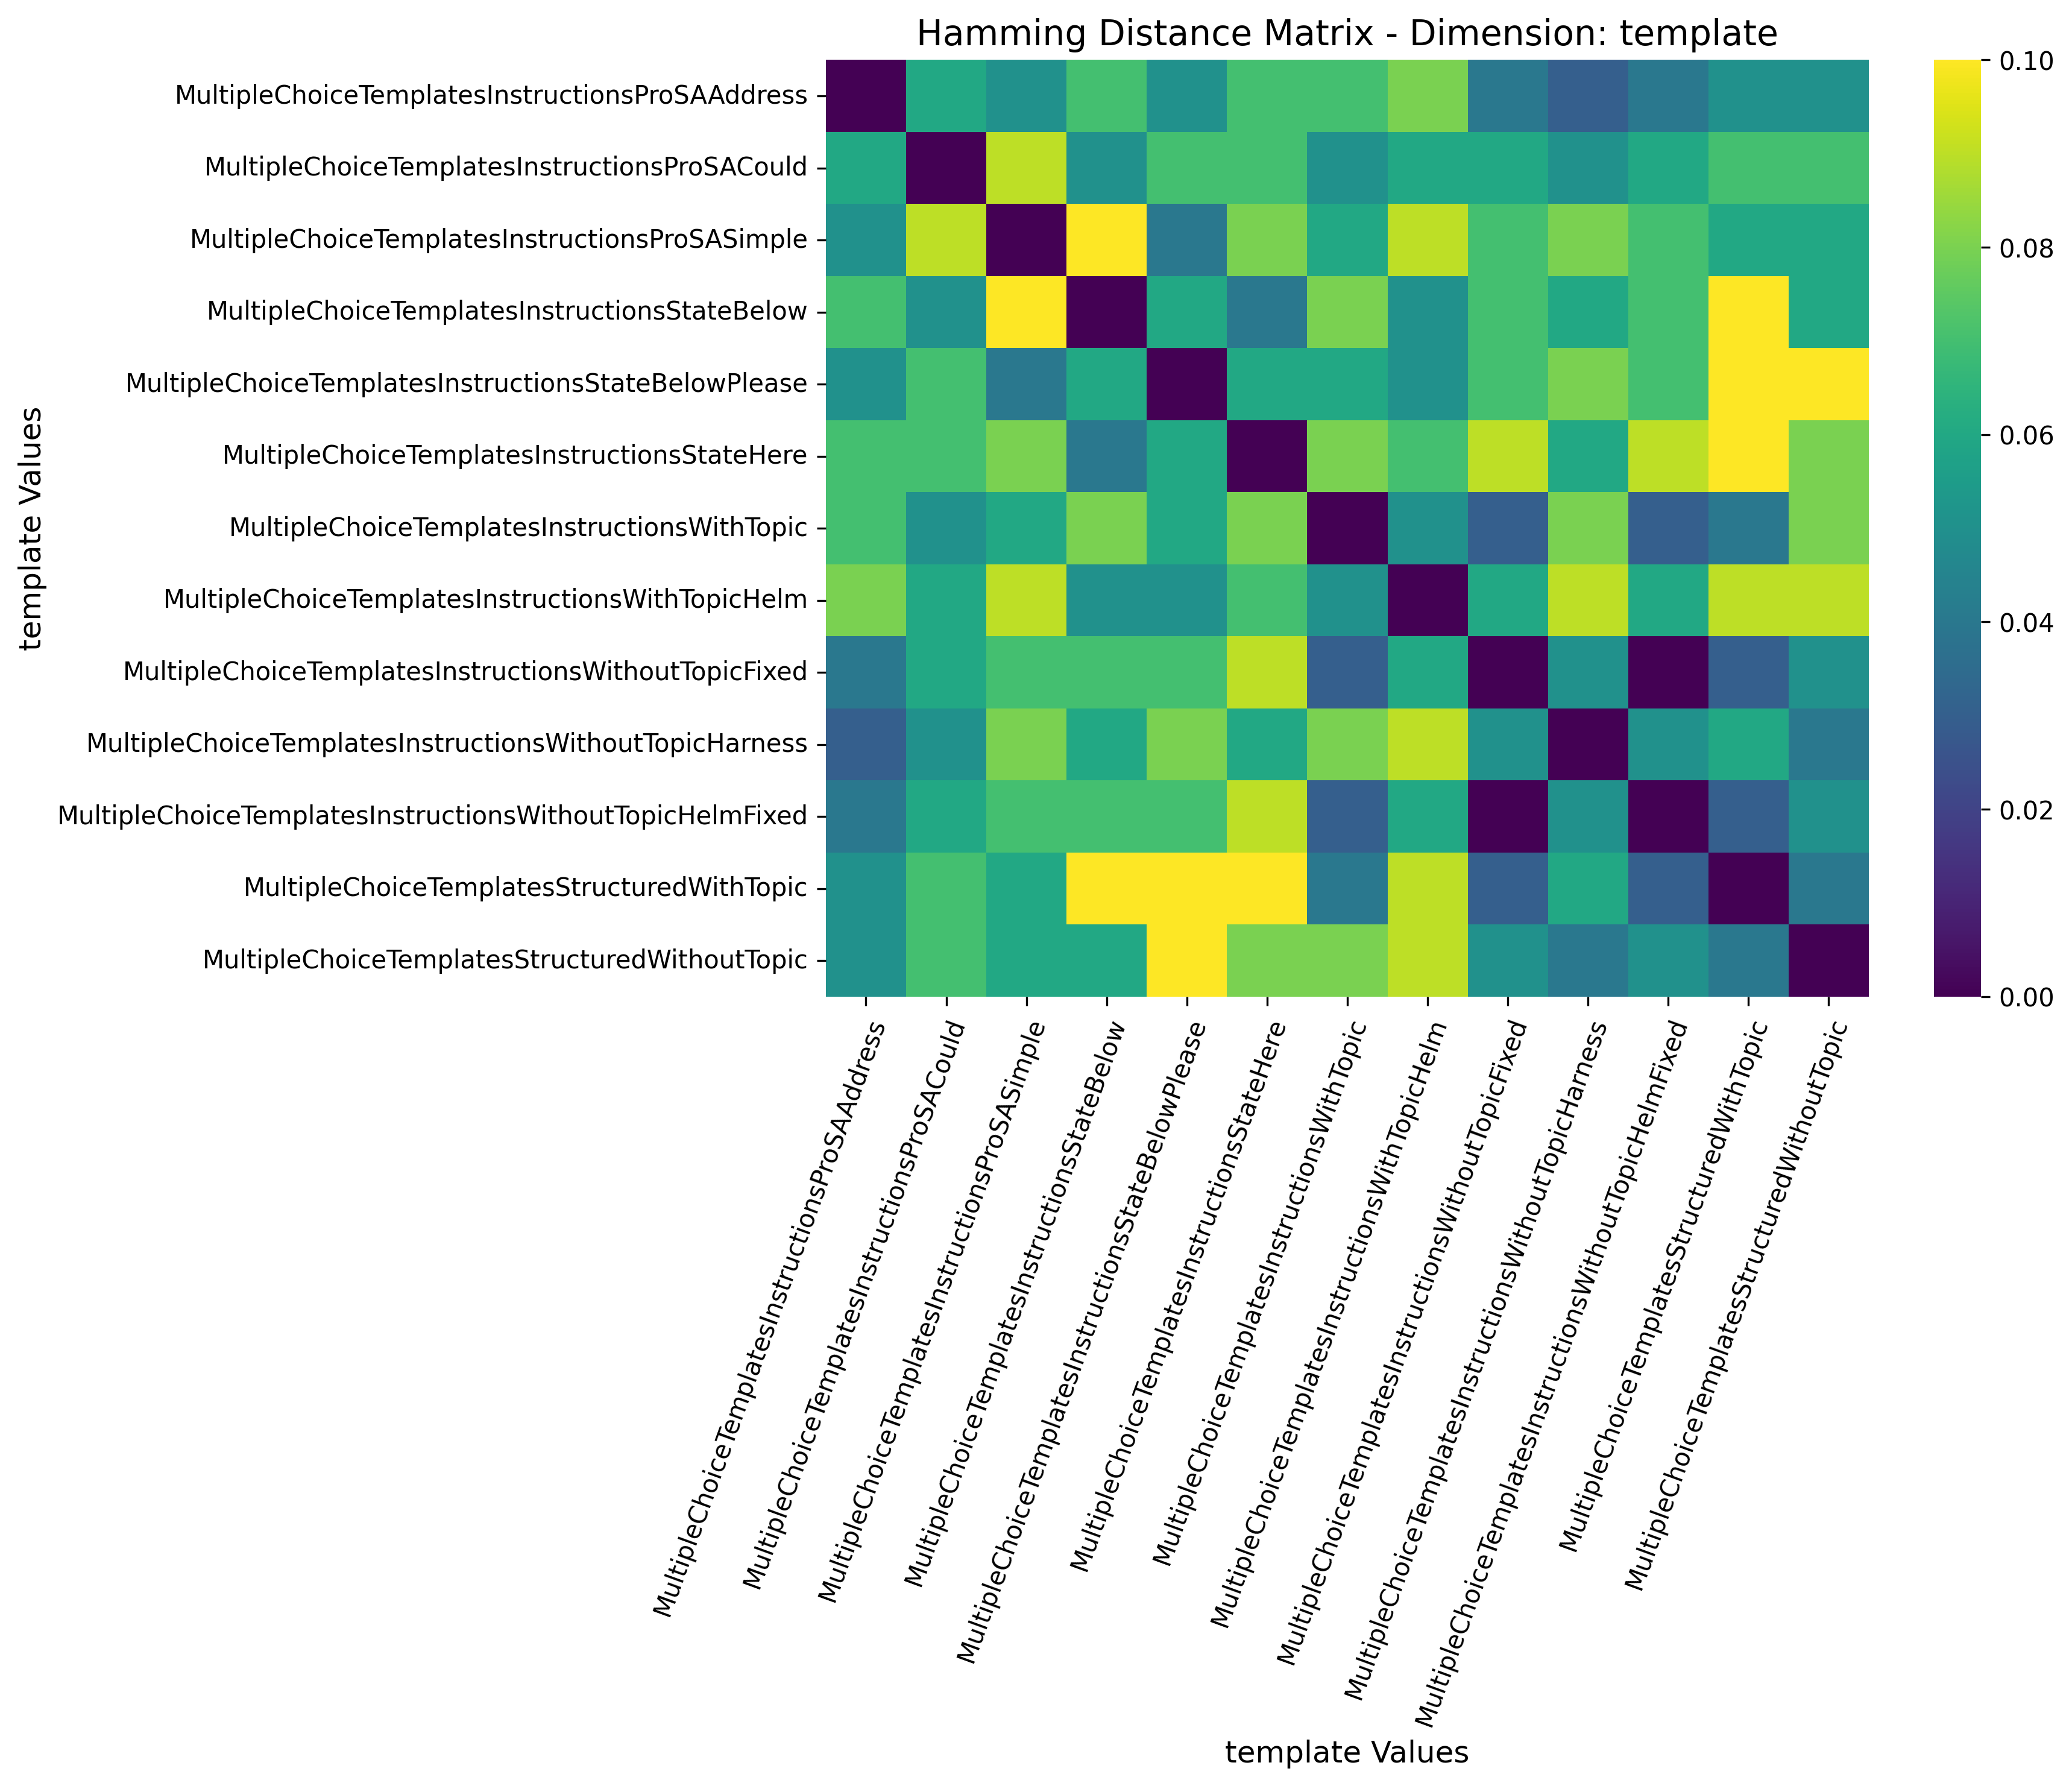 Hamming Distance Matrix - Dimension: template
template Values
MultipleChoiceTemplatesInstructionsProSAAddress
MultipleChoiceTemplatesInstructionsProSACould
MultipleChoiceTemplatesInstructionsProSASimple
MultipleChoiceTemplatesInstructionsStateBelow
MultipleChoiceTemplatesInstructionsStateBelowPlease
MultipleChoiceTemplatesInstructionsStateHere
MultipleChoiceTemplatesInstructionsWithTopic
MultipleChoiceTemplatesInstructionsWithTopicHelm
MultipleChoiceTemplatesInstructionsWithoutTopicFixed
MultipleChoiceTemplatesInstructionsWithoutTopicHarness
MultipleChoiceTemplatesInstructionsWithoutTopicHelmFixed
MultipleChoiceTemplatesStructuredWithTopic
MultipleChoiceTemplatesStructuredWithoutTopic
0.10
0.08
0.06
0.04
0.02
0.00
MultipleChoiceTemplatesInstructionsProSAAddress
MultipleChoiceTemplatesInstructionsProSACould
MultipleChoiceTemplatesInstructionsProSASimple
MultipleChoiceTemplatesInstructionsStateBelow
MultipleChoiceTemplatesInstructionsStateBelowPlease
MultipleChoiceTemplatesInstructionsStateHere
MultipleChoiceTemplatesInstructionsWithTopic
MultipleChoiceTemplatesInstructionsWithTopicHelm
MultipleChoiceTemplatesInstructionsWithoutTopicFixed
MultipleChoiceTemplatesInstructionsWithoutTopicHarness
MultipleChoiceTemplatesInstructionsWithoutTopicHelmFixed
MultipleChoiceTemplatesStructuredWithTopic
MultipleChoiceTemplatesStructuredWithoutTopic
template Values